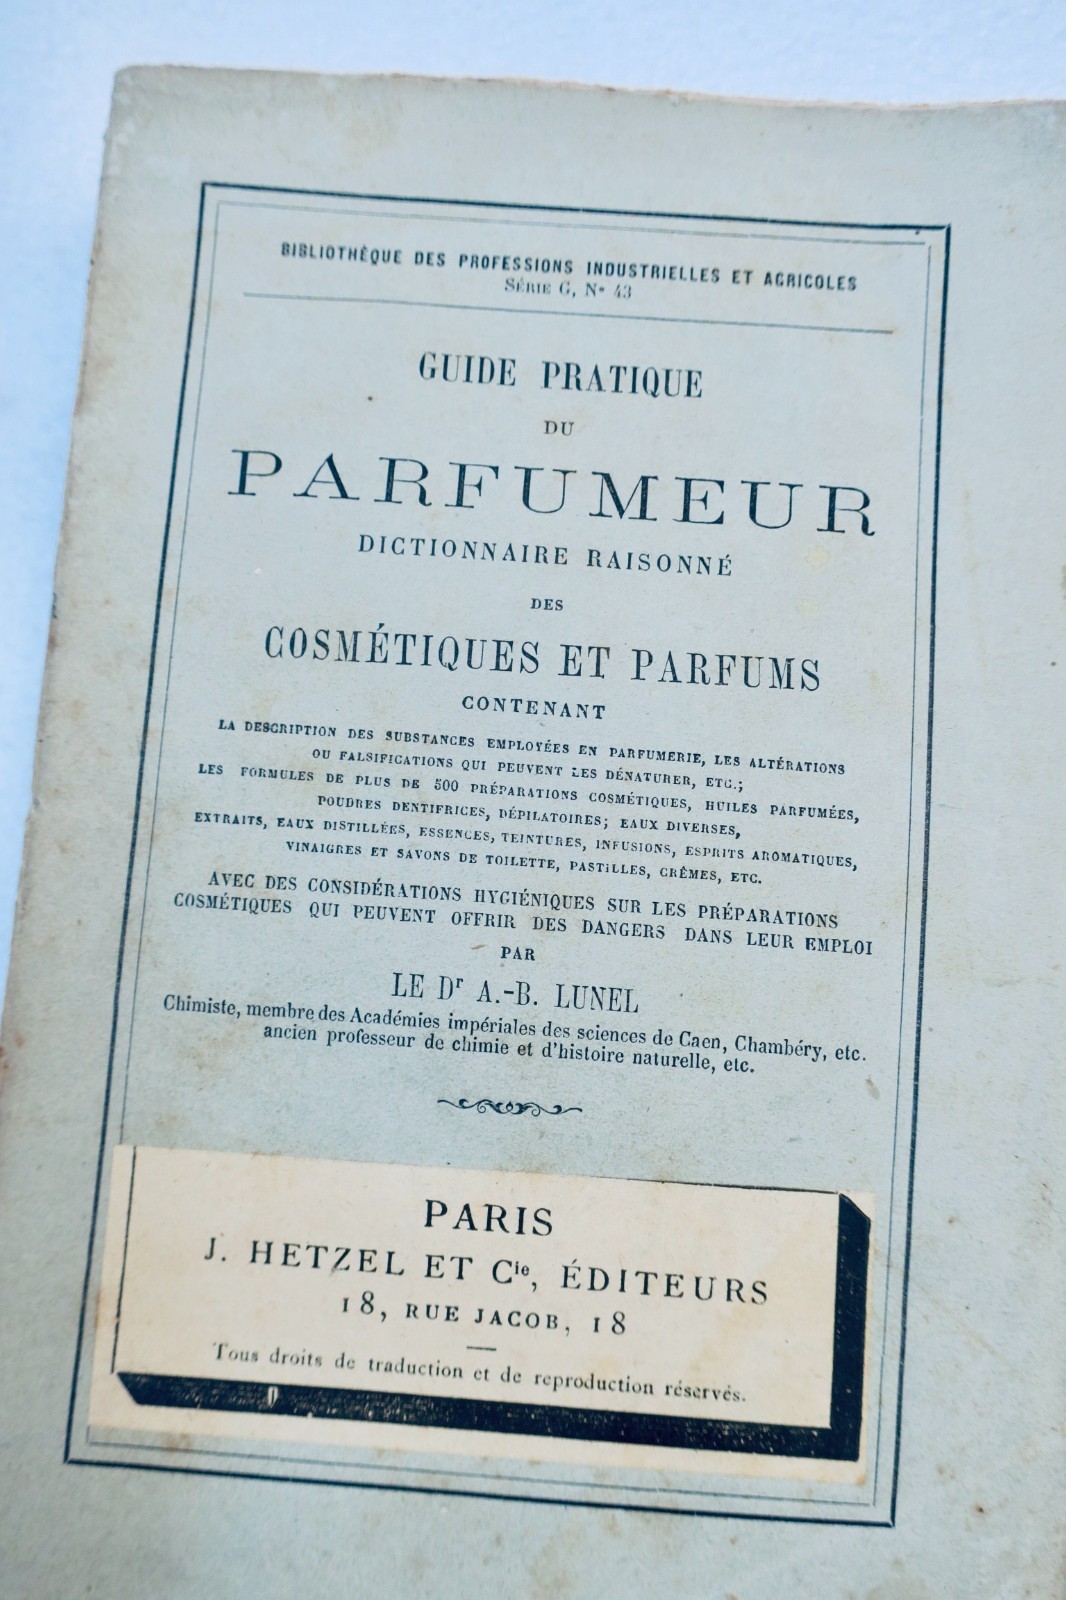 BIBLIOTHÈQUE DES PROFESSIONS INDUSTRIELLES ET AGRICOLES
SÉRIE G, Nº 43
GUIDE PRATIQUE
DU
PARFUMEUR
DICTIONNAIRE RAISONNÉ
DES
COSMÉTIQUES ET PARFUMS
CONTENANT
LA DESCRIPTION DES SUBSTANCES EMPLOYÉES EN PARFUMERIE, LES ALTÉRATIONS
OU FALSIFICATIONS QUI PEUVENT LES DÉNATURER, ETC.;
LES FORMULES DE PLUS DE 500 PRÉPARATIONS COSMÉTIQUES, HUILES PARFUMÉES,
POUDRES DENTIFRICES, DÉPILATOIRES; EAUX DIVERSES,
EXTRAITS, EAUX DISTILLÉES, ESSENCES, TEINTURES, INFUSIONS, ESPRITS AROMATIQUES,
VINAIGRES ET SAVONS DE TOILETTE, PASTILLES, CRÊMES, ETC.
AVEC DES CONSIDÉRATIONS HYGIÉNIQUES SUR LES PRÉPARATIONS
COSMÉTIQUES QUI PEUVENT OFFRIR DES DANGERS DANS LEUR EMPLOI
PAR
LE Dr A.-B. LUNEL
Chimiste, membre des Académies impériales des sciences de Caen, Chambéry, etc.
ancien professeur de chimie et d'histoire naturelle, etc.
PARIS
J. HETZEL ET Cie, ÉDITEURS
18, RUE JACOB, 18
Tous droits de traduction et de reproduction réservés.